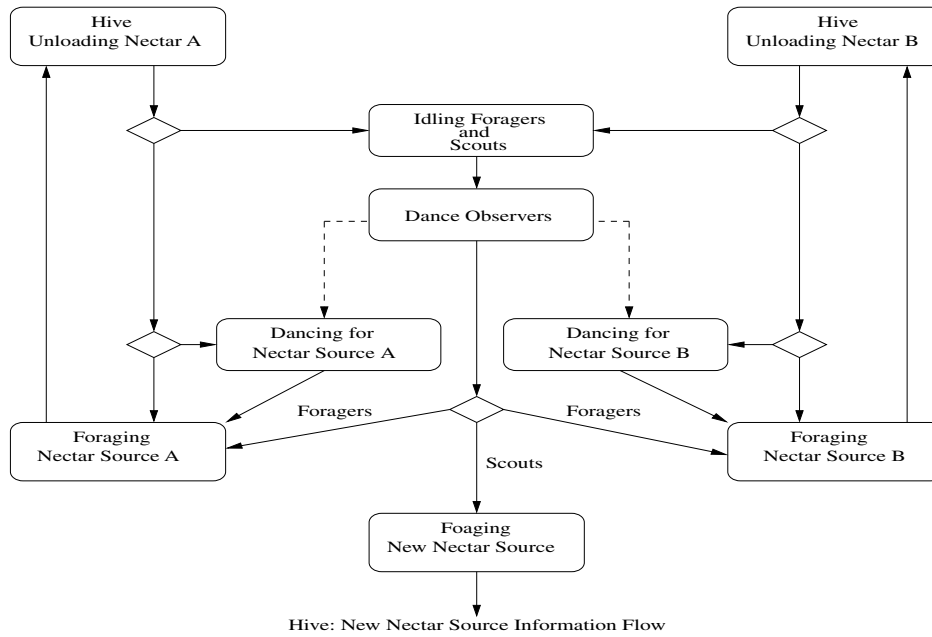 Hive
Unloading Nectar A
Hive
Unloading Nectar B
Idling Foragers
and
Scouts
Dance Observers
Dancing for
Nectar Source A
Dancing for
Nectar Source B
Foragers
Foragers
Foraging
Nectar Source A
Foraging
Nectar Source B
Scouts
Foaging
New Nectar Source
Hive: New Nectar Source Information Flow